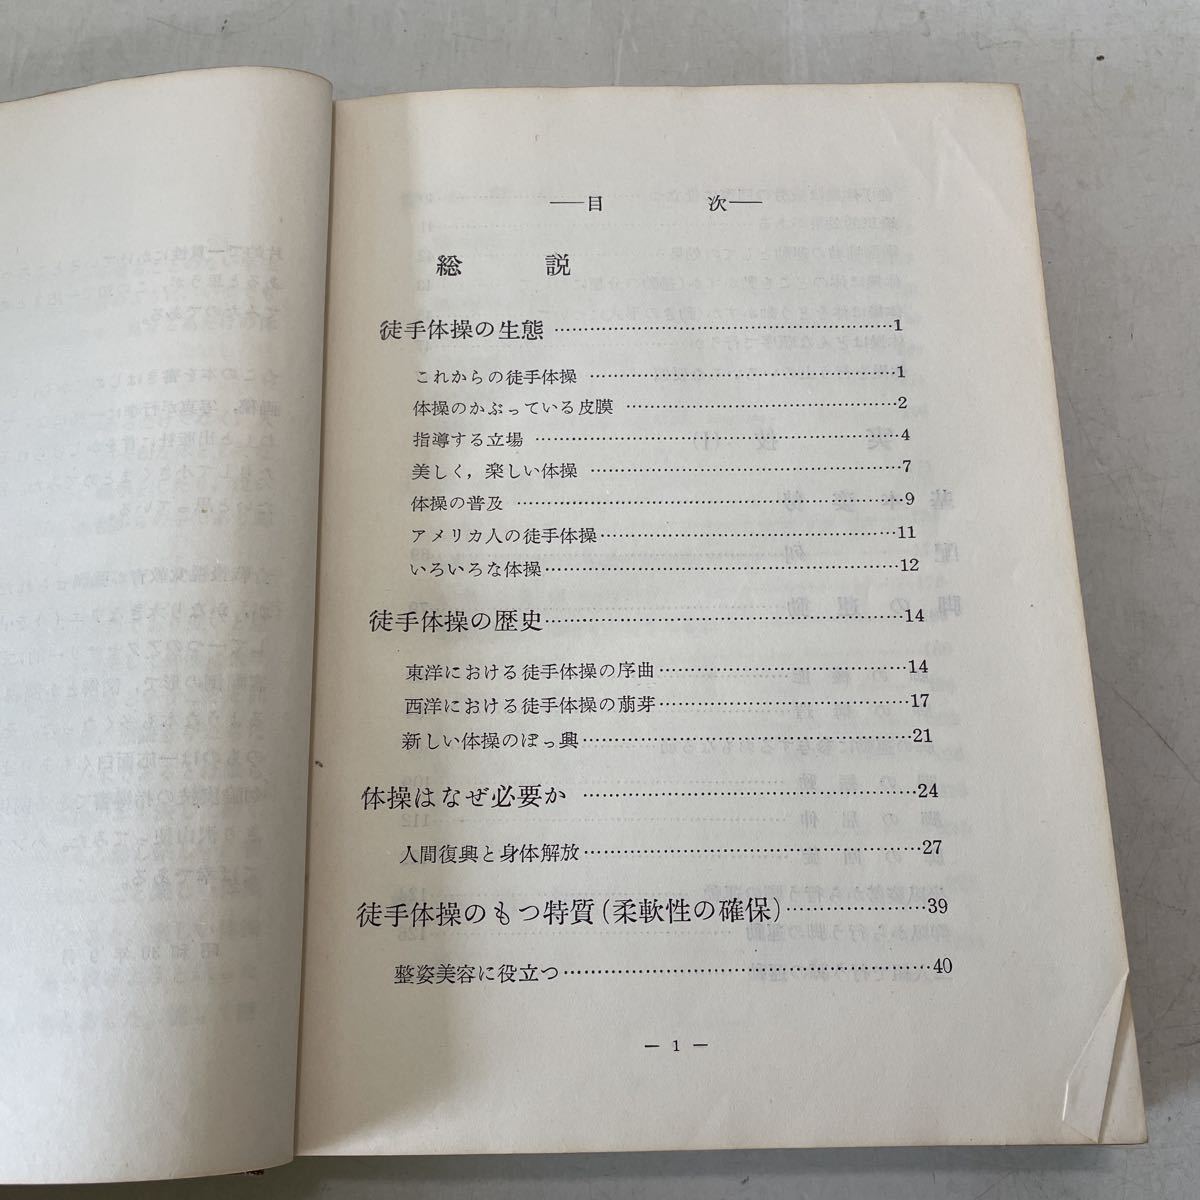 ——目　　　次——
総　　説
徒手体操の生態……………………………………1
これからの徒手体操 ……………………………1
体操のかぶっている皮膜 ………………………2
指導する立場 ……………………………………4
美しく，楽しい体操 ……………………………7
体操の普及………………………………………9
アメリカ人の徒手体操…………………………11
いろいろな体操…………………………………12
徒手体操の歴史……………………………………14
東洋における徒手体操の序曲…………………14
西洋における徒手体操の萠芽…………………17
新しい体操のぼっ興……………………………21
体操はなぜ必要か ………………………………24
人間復興と身体解放……………………………27
徒手体操のもつ特質（柔軟性の確保）…………39
整姿美容に役立つ………………………………40
— 1 —